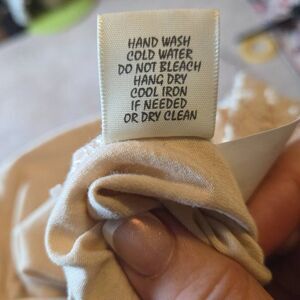 HAND WASH
COLD WATER
DO NOT BLEACH
HANG DRY
COOL IRON
IF NEEDED
OR DRY CLEAN